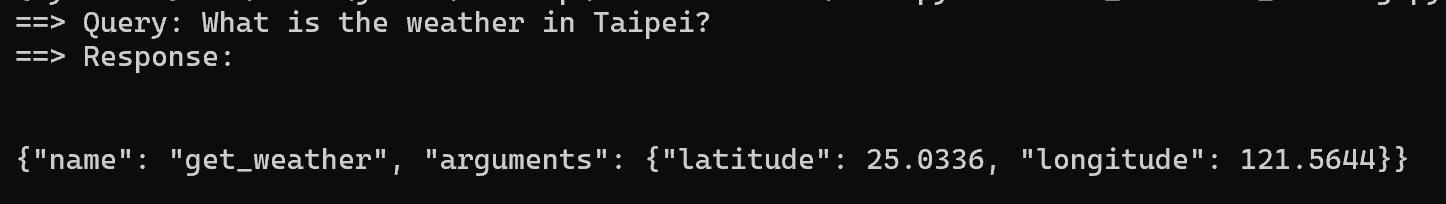 ==> Query: What is the weather in Taipei?
==> Response:
{"name": "get_weather", "arguments": {"latitude": 25.0336, "longitude": 121.5644}}